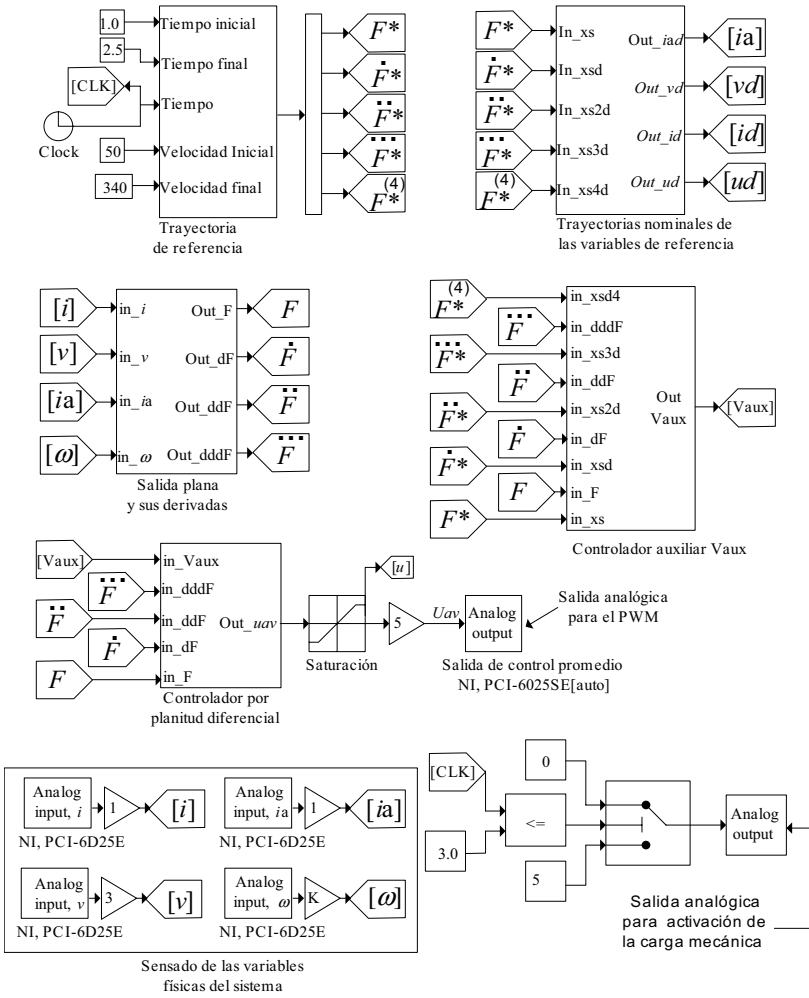 1.0
Tiempo inicial
2.5
Tiempo final
[CLK]
Tiempo
Clock
50
Velocidad Inicial
340
Velocidad final
Trayectoria
de referencia
F*
Ḟ*
F̈*
F⃛*
F*(4)
F*
In_xs
Out_iad
[ia]
Ḟ*
In_xsd
Out_vd
[vd]
F̈*
In_xs2d
Out_id
[id]
F⃛*
In_xs3d
Out_ud
[ud]
F*(4)
In_xs4d
Trayectorias nominales de
las variables de referencia
[i]
in_i
Out_F
F
[v]
in_v
Out_dF
Ḟ
[ia]
in_ia
Out_ddF
F̈
[ω]
in_ω
Out_dddF
F⃛
Salida plana
y sus derivadas
F*(4)
in_xsd4
F⃛
in_dddF
F⃛*
in_xs3d
F̈
in_ddF
F̈*
in_xs2d
Ḟ
in_dF
Ḟ*
in_xsd
F
in_F
F*
in_xs
Out
Vaux
[Vaux]
Controlador auxiliar Vaux
[Vaux]
in_Vaux
F⃛
in_dddF
F̈
in_ddF
Ḟ
in_dF
F
in_F
Out_uav
Controlador por
planitud diferencial
Saturación
[u]
5
Uav
Analog
output
Salida analógica
para el PWM
Salida de control promedio
NI, PCI-6025SE[auto]
Analog
input, i
1
[i]
NI, PCI-6D25E
Analog
input, ia
1
[ia]
NI, PCI-6D25E
Analog
input, v
3
[v]
NI, PCI-6D25E
Analog
input, ω
K
[ω]
NI, PCI-6D25E
Sensado de las variables
físicas del sistema
[CLK]
3.0
<=
0
5
Analog
output
Salida analógica
para activación de
la carga mecánica